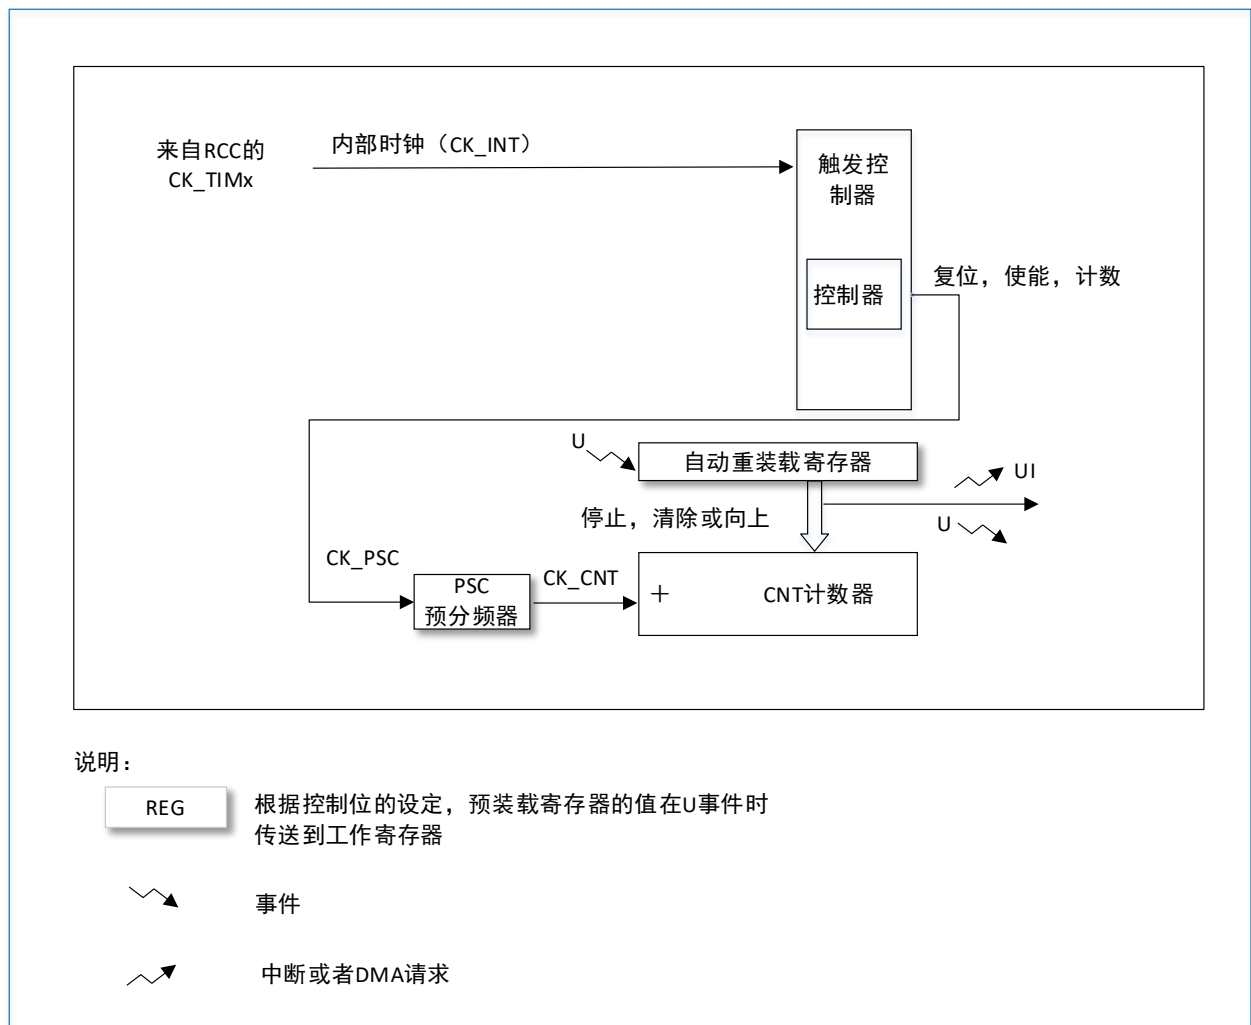 来自RCC的
CK_TIMx
内部时钟（CK_INT）
触发控
制器
控制器
复位，使能，计数
U
自动重装载寄存器
UI
停止，清除或向上
U
CK_PSC
PSC
预分频器
CK_CNT
+
CNT计数器
说明：
REG
根据控制位的设定，预装载寄存器的值在U事件时
传送到工作寄存器
事件
中断或者DMA请求